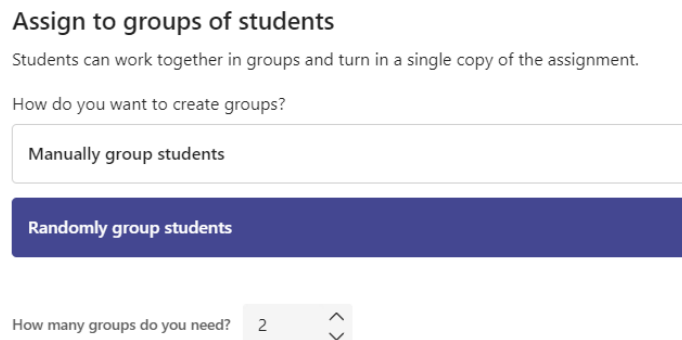 Assign to groups of students
Students can work together in groups and turn in a single copy of the assignment.
How do you want to create groups?
Manually group students
Randomly group students
How many groups do you need? 2